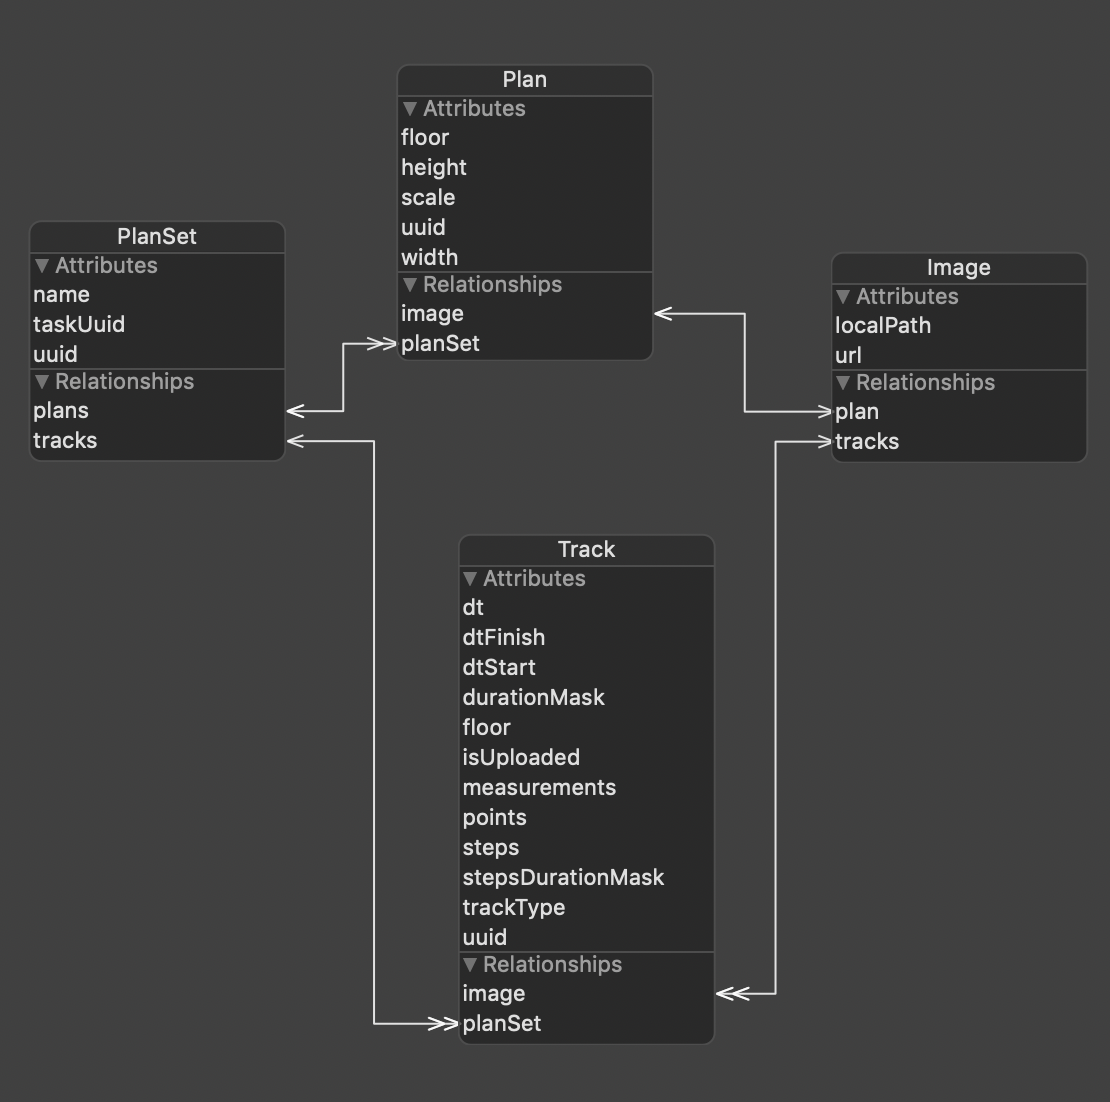 Plan
Attributes
floor
height
scale
uuid
width
Relationships
image
planSet
PlanSet
Attributes
name
taskUuid
uuid
Relationships
plans
tracks
Image
Attributes
localPath
url
Relationships
plan
tracks
Track
Attributes
dt
dtFinish
dtStart
durationMask
floor
isUploaded
measurements
points
steps
stepsDurationMask
trackType
uuid
Relationships
image
planSet